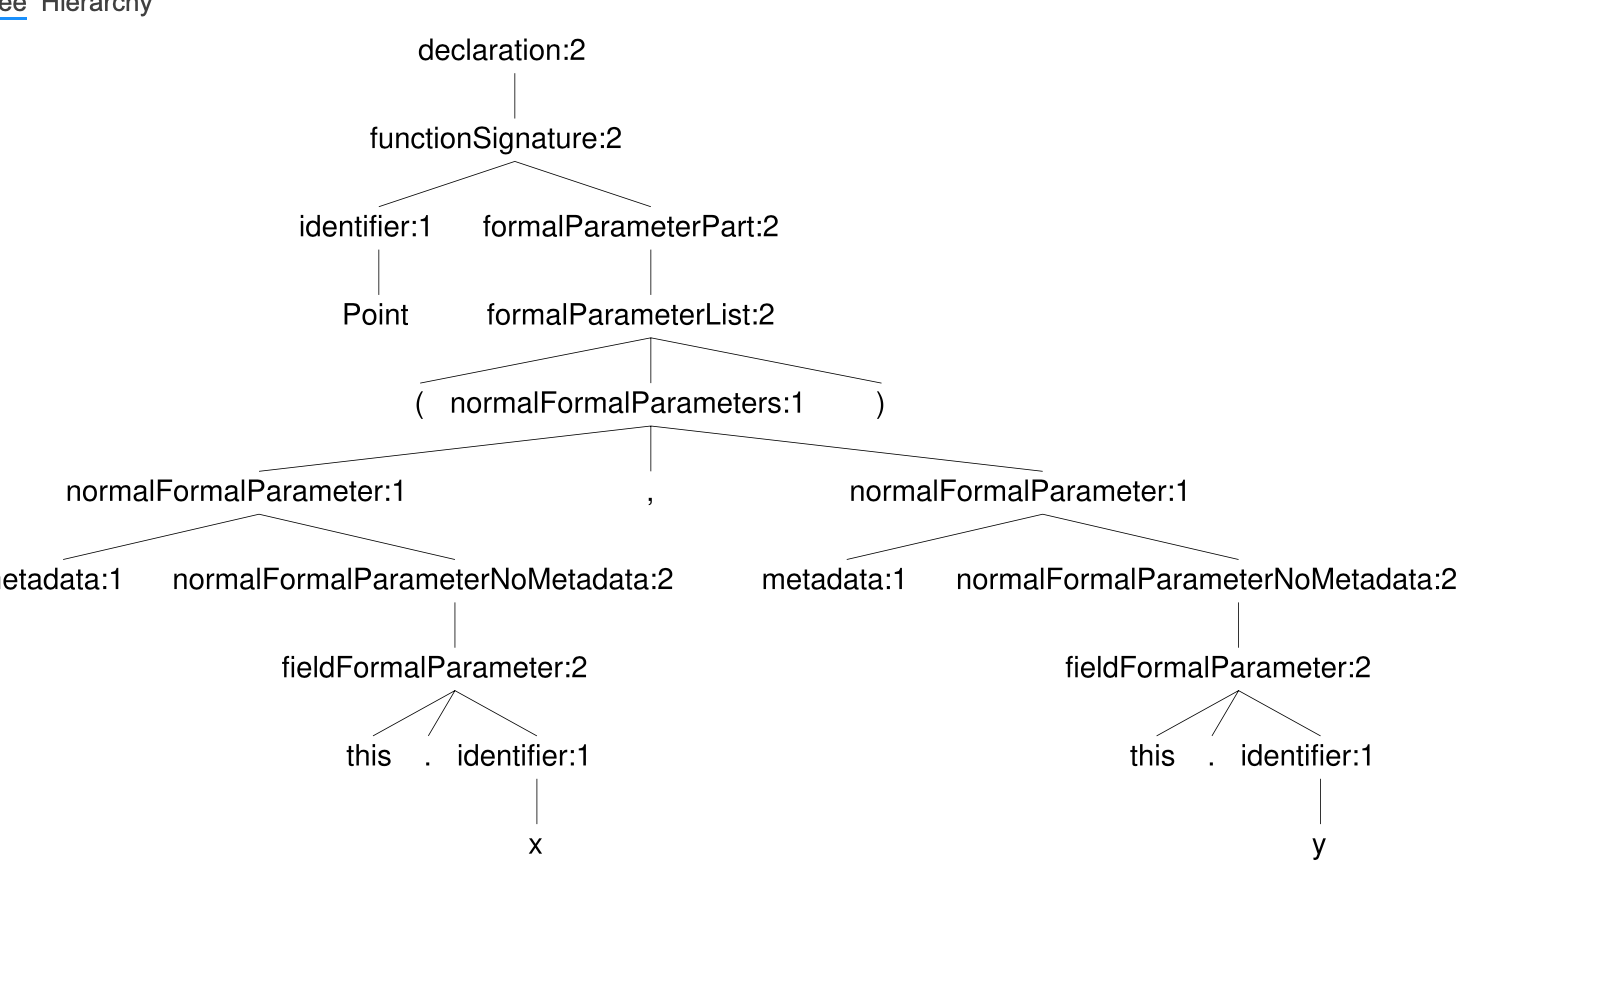 Hierarchy
declaration:2
functionSignature:2
identifier:1 formalParameterPart:2
Point formalParameterList:2
( normalFormalParameters:1 )
normalFormalParameter:1 , normalFormalParameter:1
etadata:1 normalFormalParameterNoMetadata:2 metadata:1 normalFormalParameterNoMetadata:2
fieldFormalParameter:2 fieldFormalParameter:2
this . identifier:1 this . identifier:1
x y